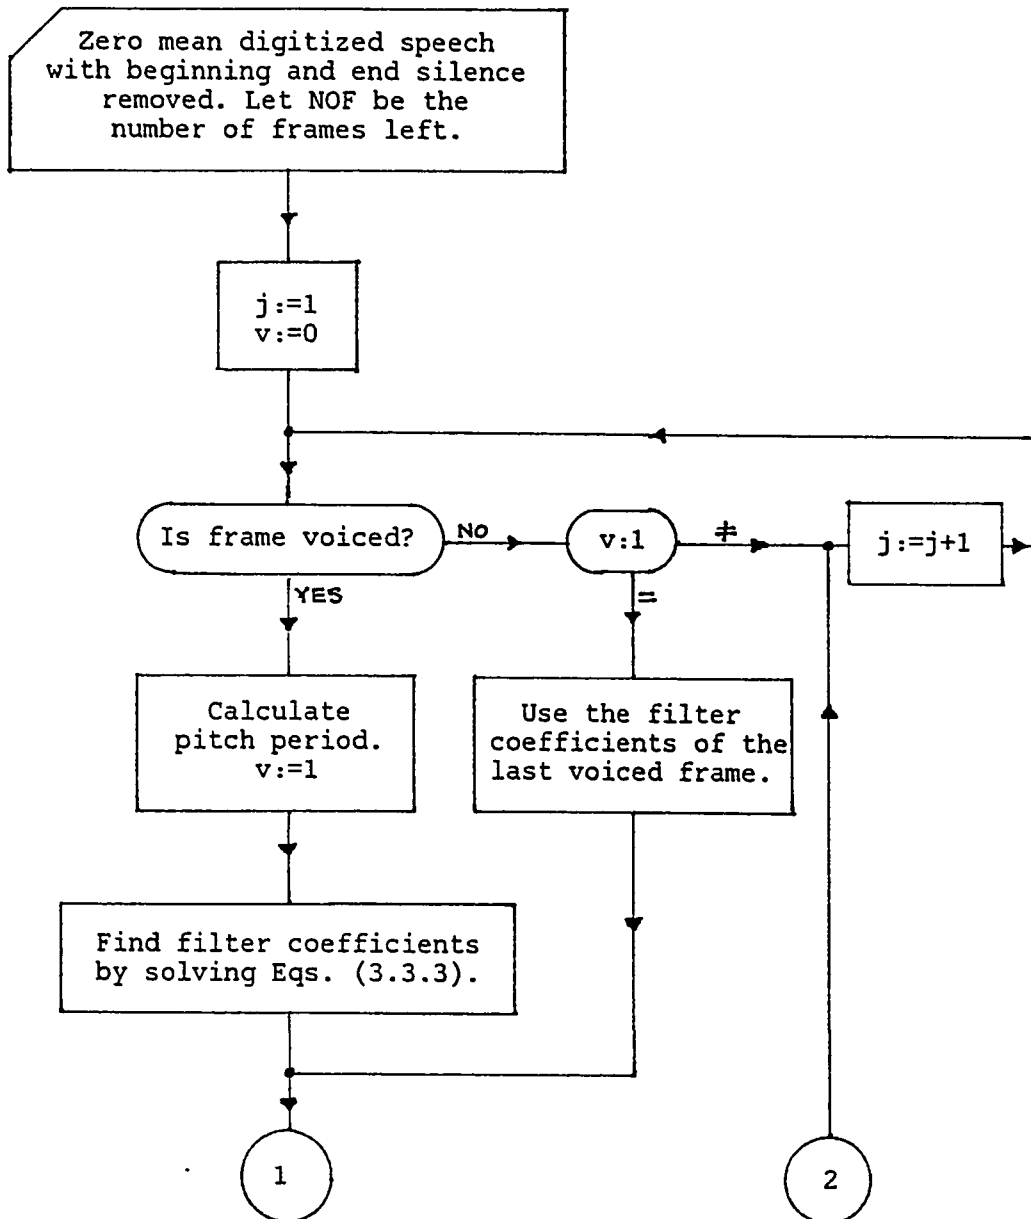 Zero mean digitized speech
with beginning and end silence
removed. Let NOF be the
number of frames left.
j:=1
v:=0
Is frame voiced?
NO
v:1
≠
j:=j+1
YES
=
Calculate
pitch period.
v:=1
Use the filter
coefficients of the
last voiced frame.
Find filter coefficients
by solving Eqs. (3.3.3).
1
2